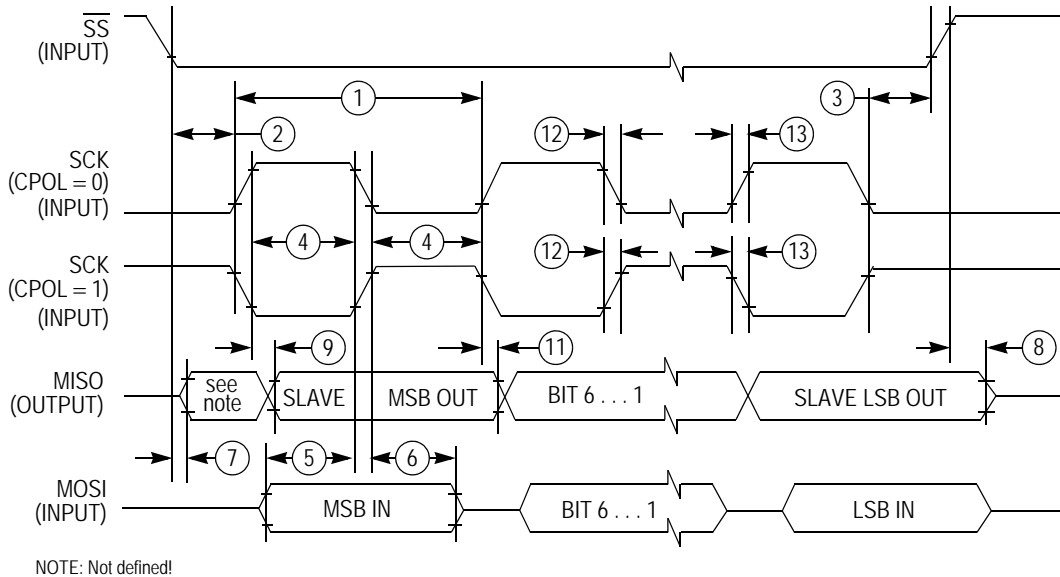 SS
(INPUT)
1
3
2
12
13
SCK
(CPOL = 0)
(INPUT)
4
4
12
13
SCK
(CPOL = 1)
(INPUT)
9
11
8
MISO
(OUTPUT)
see
note
SLAVE
MSB OUT
BIT 6 . . . 1
SLAVE LSB OUT
7
5
6
MOSI
(INPUT)
MSB IN
BIT 6 . . . 1
LSB IN
NOTE: Not defined!